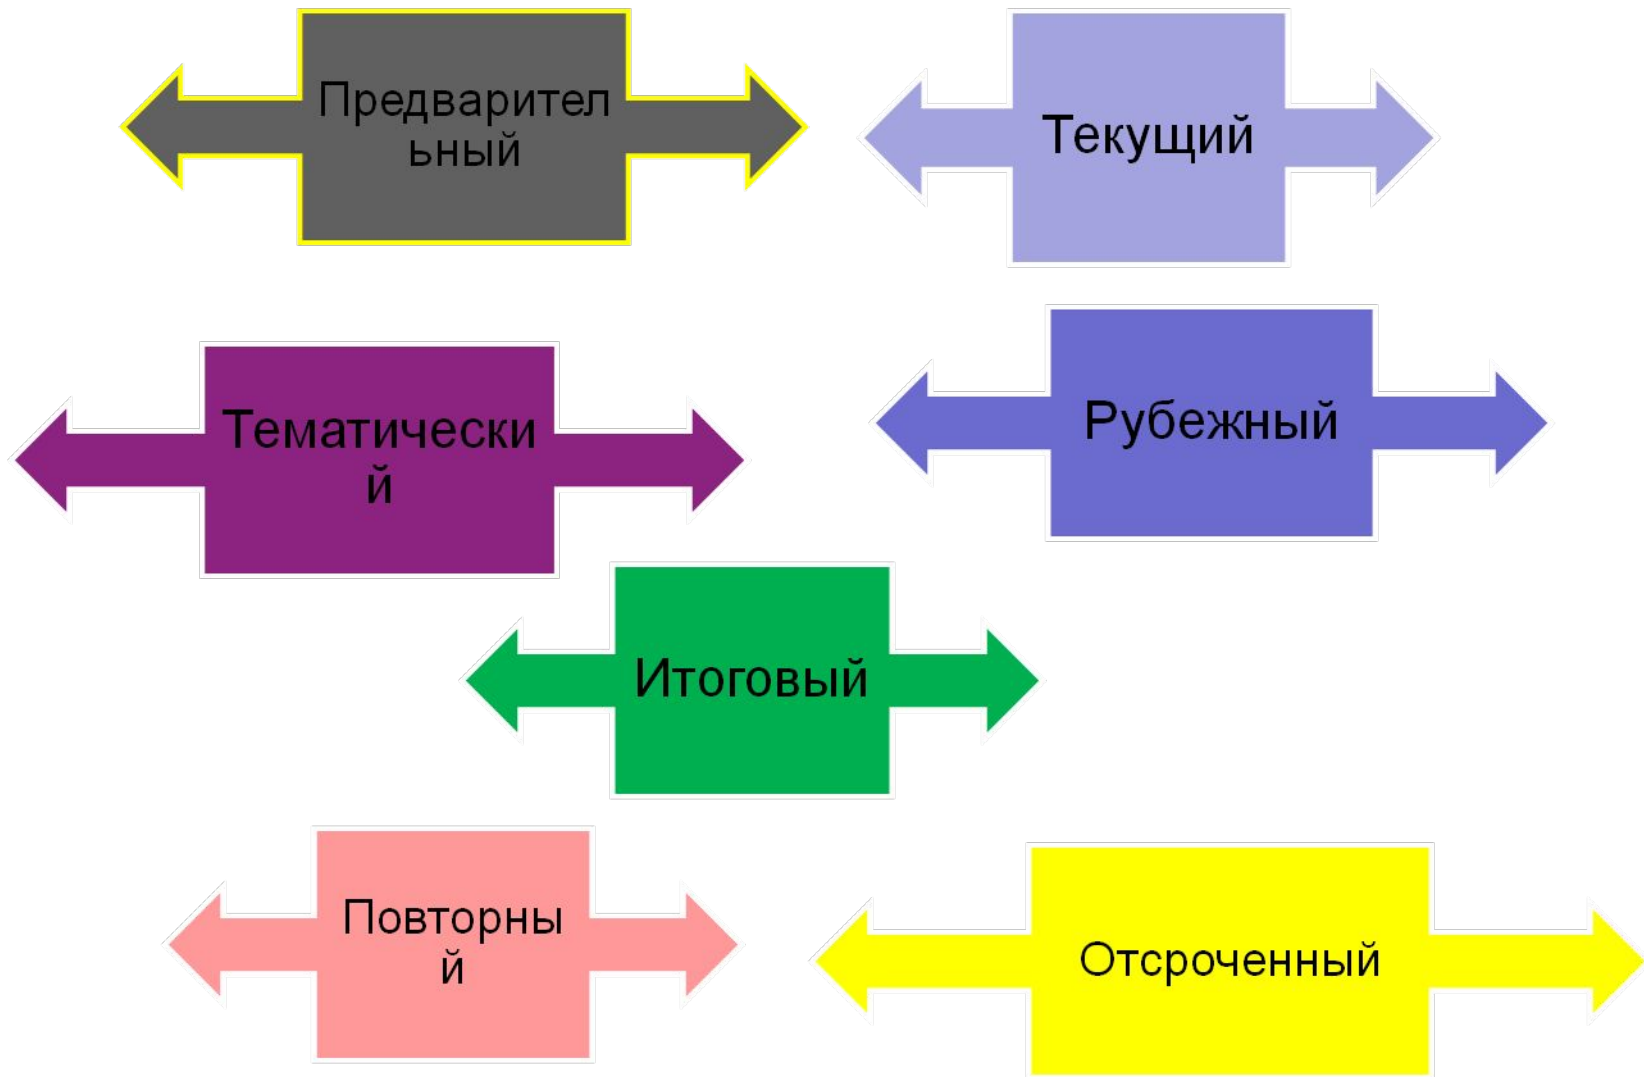 Предварител
ьный
Текущий
Тематически
й
Рубежный
Итоговый
Повторны
й
Отсроченный